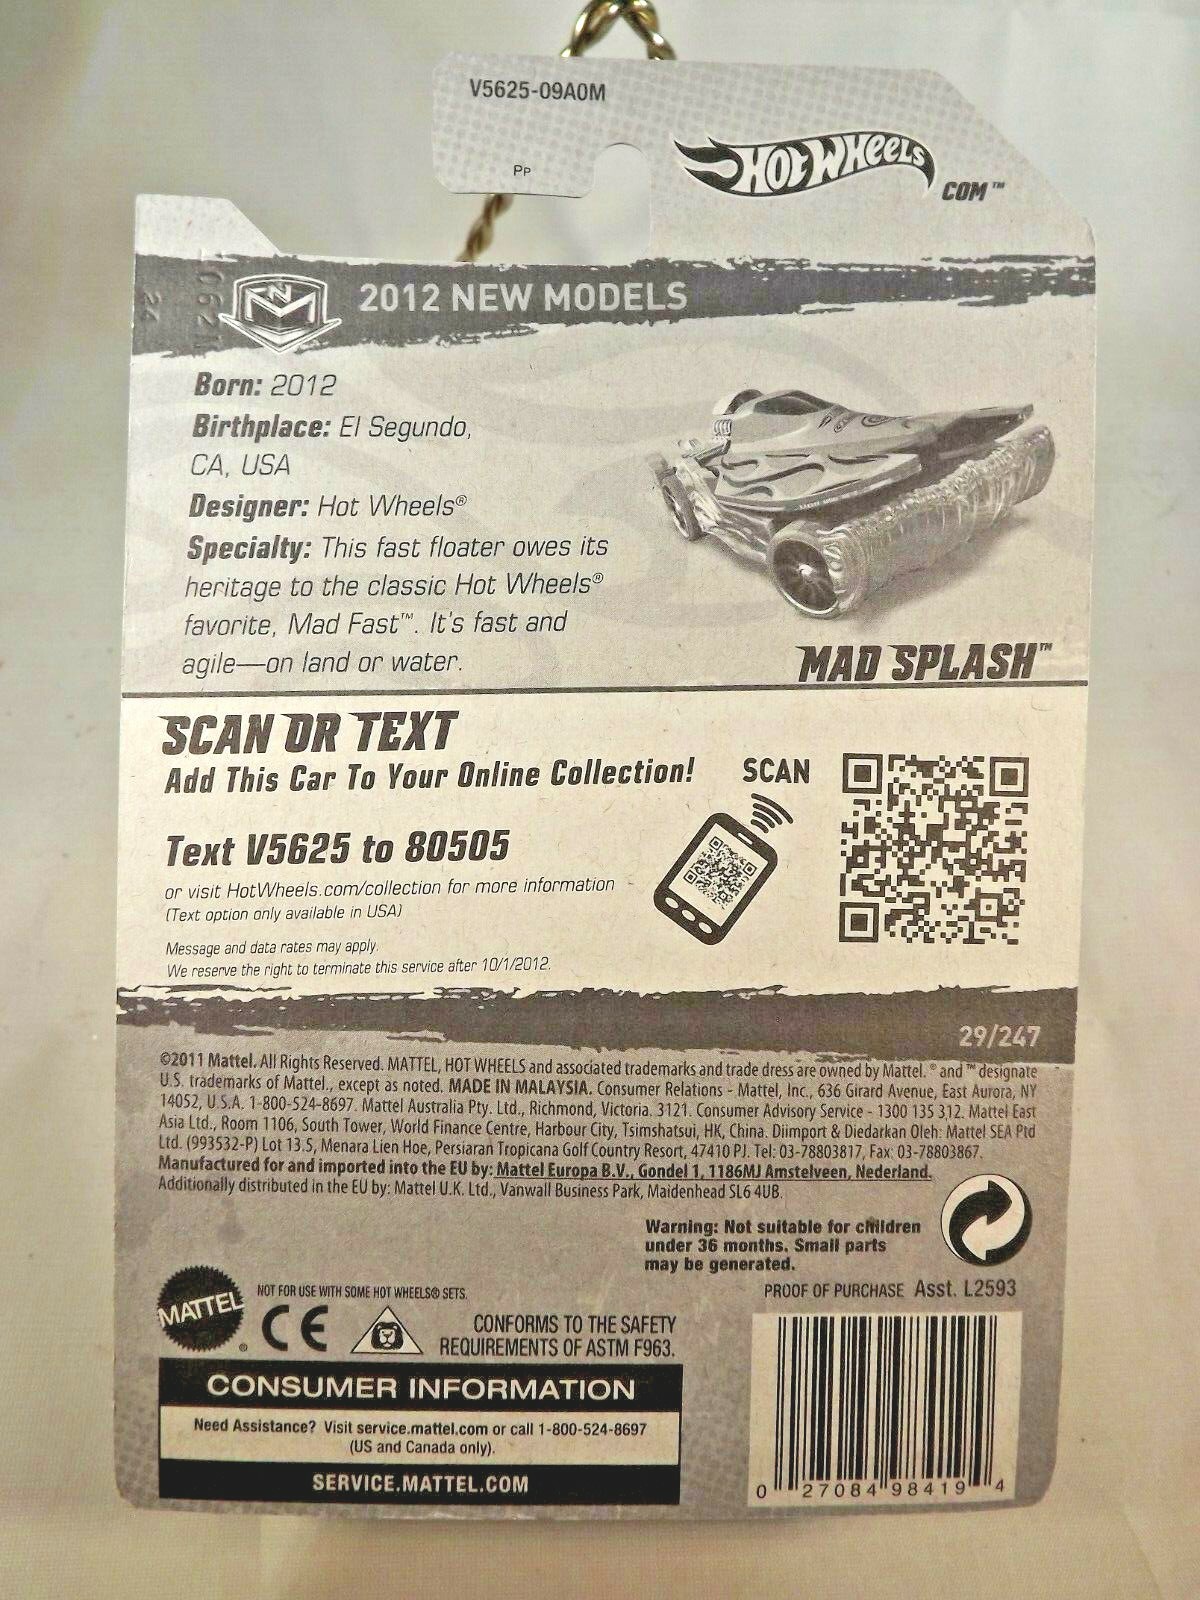 V5625-09A0M
PP
HOT WHEELS
COM™
2012 NEW MODELS
Born: 2012
Birthplace: El Segundo,
CA, USA
Designer: Hot Wheels®
Specialty: This fast floater owes its
heritage to the classic Hot Wheels®
favorite, Mad Fast™. It's fast and
agile—on land or water.
MAD SPLASH™
SCAN OR TEXT
Add This Car To Your Online Collection!
SCAN
Text V5625 to 80505
or visit HotWheels.com/collection for more information
(Text option only available in USA)
Message and data rates may apply.
We reserve the right to terminate this service after 10/1/2012.
29/247
©2011 Mattel. All Rights Reserved. MATTEL, HOT WHEELS and associated trademarks and trade dress are owned by Mattel. ® and ™ designate
U.S. trademarks of Mattel., except as noted. MADE IN MALAYSIA. Consumer Relations - Mattel, Inc., 636 Girard Avenue, East Aurora, NY
14052, U.S.A. 1-800-524-8697. Mattel Australia Pty. Ltd., Richmond, Victoria. 3121. Consumer Advisory Service - 1300 135 312. Mattel East
Asia Ltd., Room 1106, South Tower, World Finance Centre, Harbour City, Tsimshatsui, HK, China. Diimport & Diedarkan Oleh: Mattel SEA Ptd
Ltd. (993532-P) Lot 13.5, Menara Lien Hoe, Persiaran Tropicana Golf Country Resort, 47410 PJ. Tel: 03-78803817, Fax: 03-78803867.
Manufactured for and imported into the EU by: Mattel Europa B.V., Gondel 1, 1186MJ Amstelveen, Nederland.
Additionally distributed in the EU by: Mattel U.K. Ltd., Vanwall Business Park, Maidenhead SL6 4UB.
Warning: Not suitable for children
under 36 months. Small parts
may be generated.
PROOF OF PURCHASE Asst. L2593
MATTEL ®
NOT FOR USE WITH SOME HOT WHEELS® SETS.
CE
CONFORMS TO THE SAFETY
REQUIREMENTS OF ASTM F963.
CONSUMER INFORMATION
Need Assistance? Visit service.mattel.com or call 1-800-524-8697
(US and Canada only).
SERVICE.MATTEL.COM
0 27084 98419 4